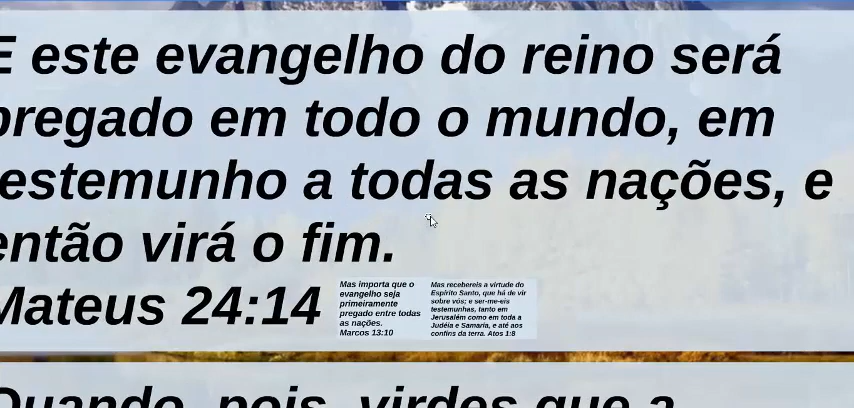 E este evangelho do reino será
pregado em todo o mundo, em
testemunho a todas as nações, e
então virá o fim.
Mateus 24:14
Mas importa que o
evangelho seja
primeiramente
pregado entre todas
as nações.
Marcos 13:10
Mas recebereis a virtude do
Espírito Santo, que há de vir
sobre vós; e ser-me-eis
testemunhas, tanto em
Jerusalém como em toda a
Judéia e Samaria, e até aos
confins da terra. Atos 1:8
Quando, pois, virdes que a